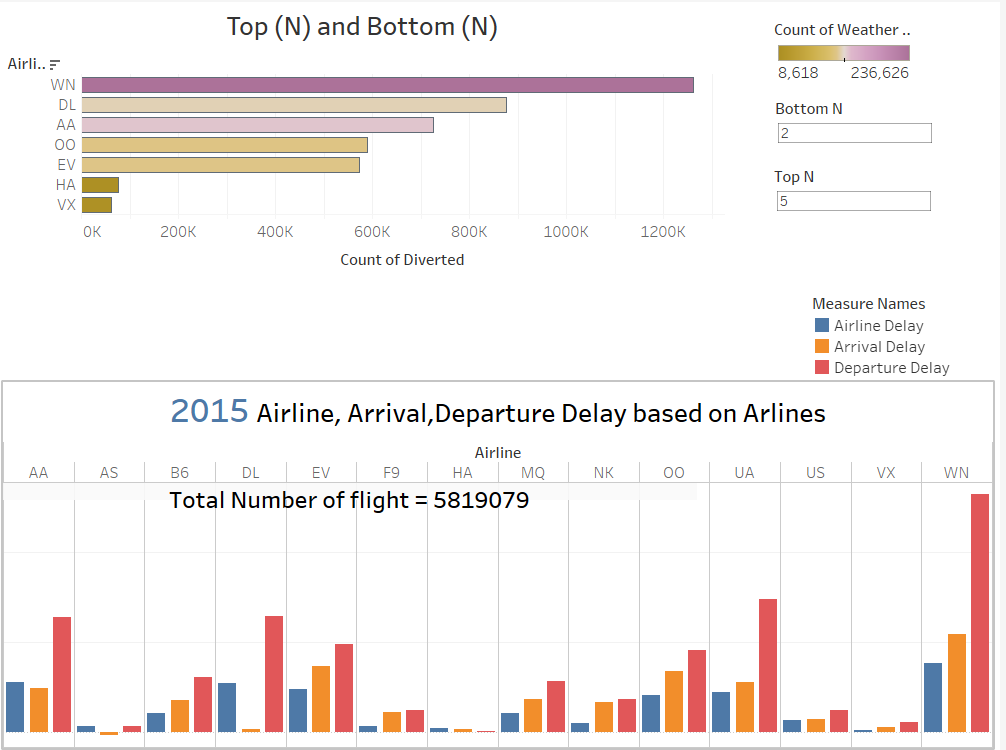 Top (N) and Bottom (N)
Airli..
WN
DL
AA
OO
EV
HA
VX
0K 200K 400K 600K 800K 1000K 1200K
Count of Diverted
Count of Weather ..
8,618 236,626
Bottom N
2
Top N
5
Measure Names
Airline Delay
Arrival Delay
Departure Delay
2015 Airline, Arrival,Departure Delay based on Arlines
Airline
AA AS B6 DL EV F9 HA MQ NK OO UA US VX WN
Total Number of flight = 5819079